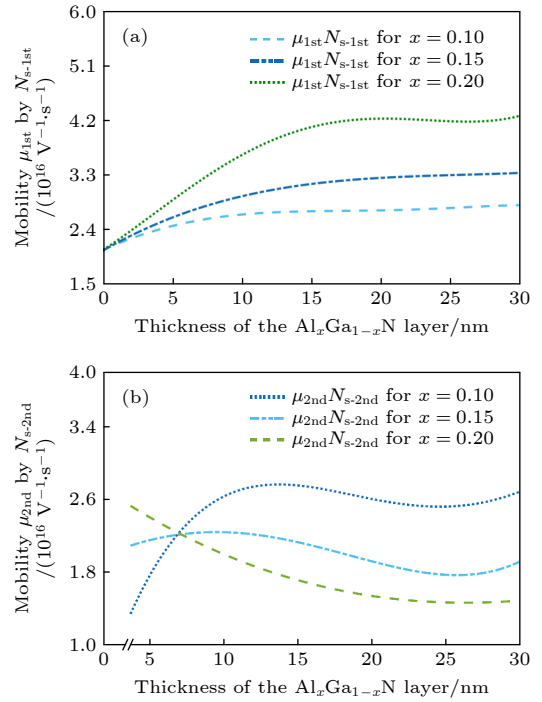 (a)
μ1stNs-1st for x = 0.10
μ1stNs-1st for x = 0.15
μ1stNs-1st for x = 0.20
6.0
5.1
4.2
3.3
2.4
1.5
Mobility μ1st by Ns-1st
/(10^16 V^−1·s^−1)
0 5 10 15 20 25 30
Thickness of the AlxGa1−xN layer/nm
(b)
μ2ndNs-2nd for x = 0.10
μ2ndNs-2nd for x = 0.15
μ2ndNs-2nd for x = 0.20
4.0
3.4
2.6
1.8
1.0
Mobility μ2nd by Ns-2nd
/(10^16 V^−1·s^−1)
0 5 10 15 20 25 30
Thickness of the AlxGa1−xN layer/nm